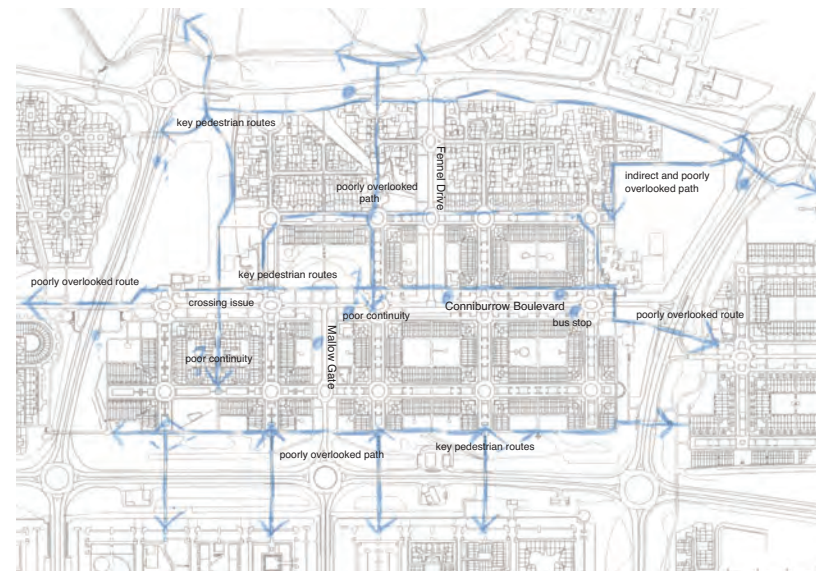 key pedestrian routes
Fennel Drive
indirect and poorly
overlooked path
poorly overlooked
path
key pedestrian routes
poorly overlooked route
crossing issue
Conniburrow Boulevard
poor continuity
bus stop
poorly overlooked route
Mallow Gate
poor continuity
key pedestrian routes
poorly overlooked path